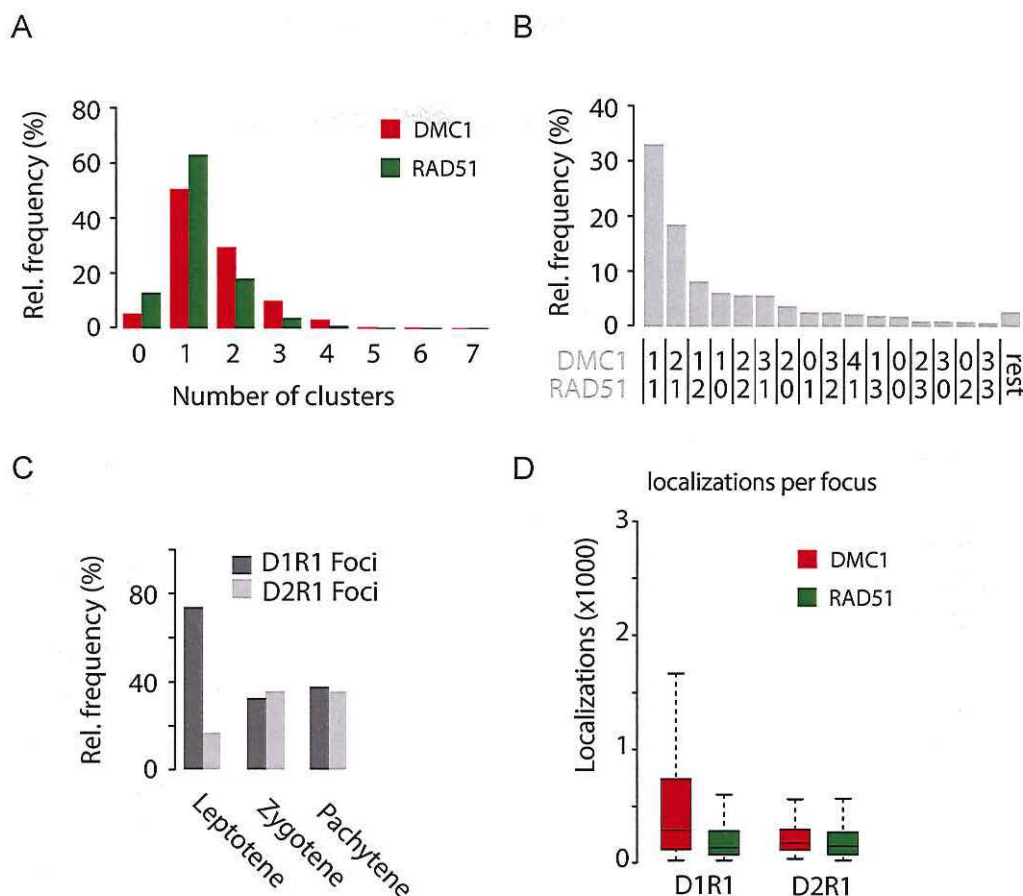 A
Rel. frequency (%)
80
60
40
20
0
DMC1
RAD51
0 1 2 3 4 5 6 7
Number of clusters
B
Rel. frequency (%)
40
30
20
10
0
DMC1 1 2 1 1 2 3 2 0 3 4 1 0 2 3 0 3 rest
RAD51 1 1 2 0 2 1 0 1 2 1 3 0 3 0 2 3
C
Rel. frequency (%)
80
40
0
D1R1 Foci
D2R1 Foci
Leptotene
Zygotene
Pachytene
D
localizations per focus
Localizations (x1000)
3
2
1
0
DMC1
RAD51
D1R1 D2R1